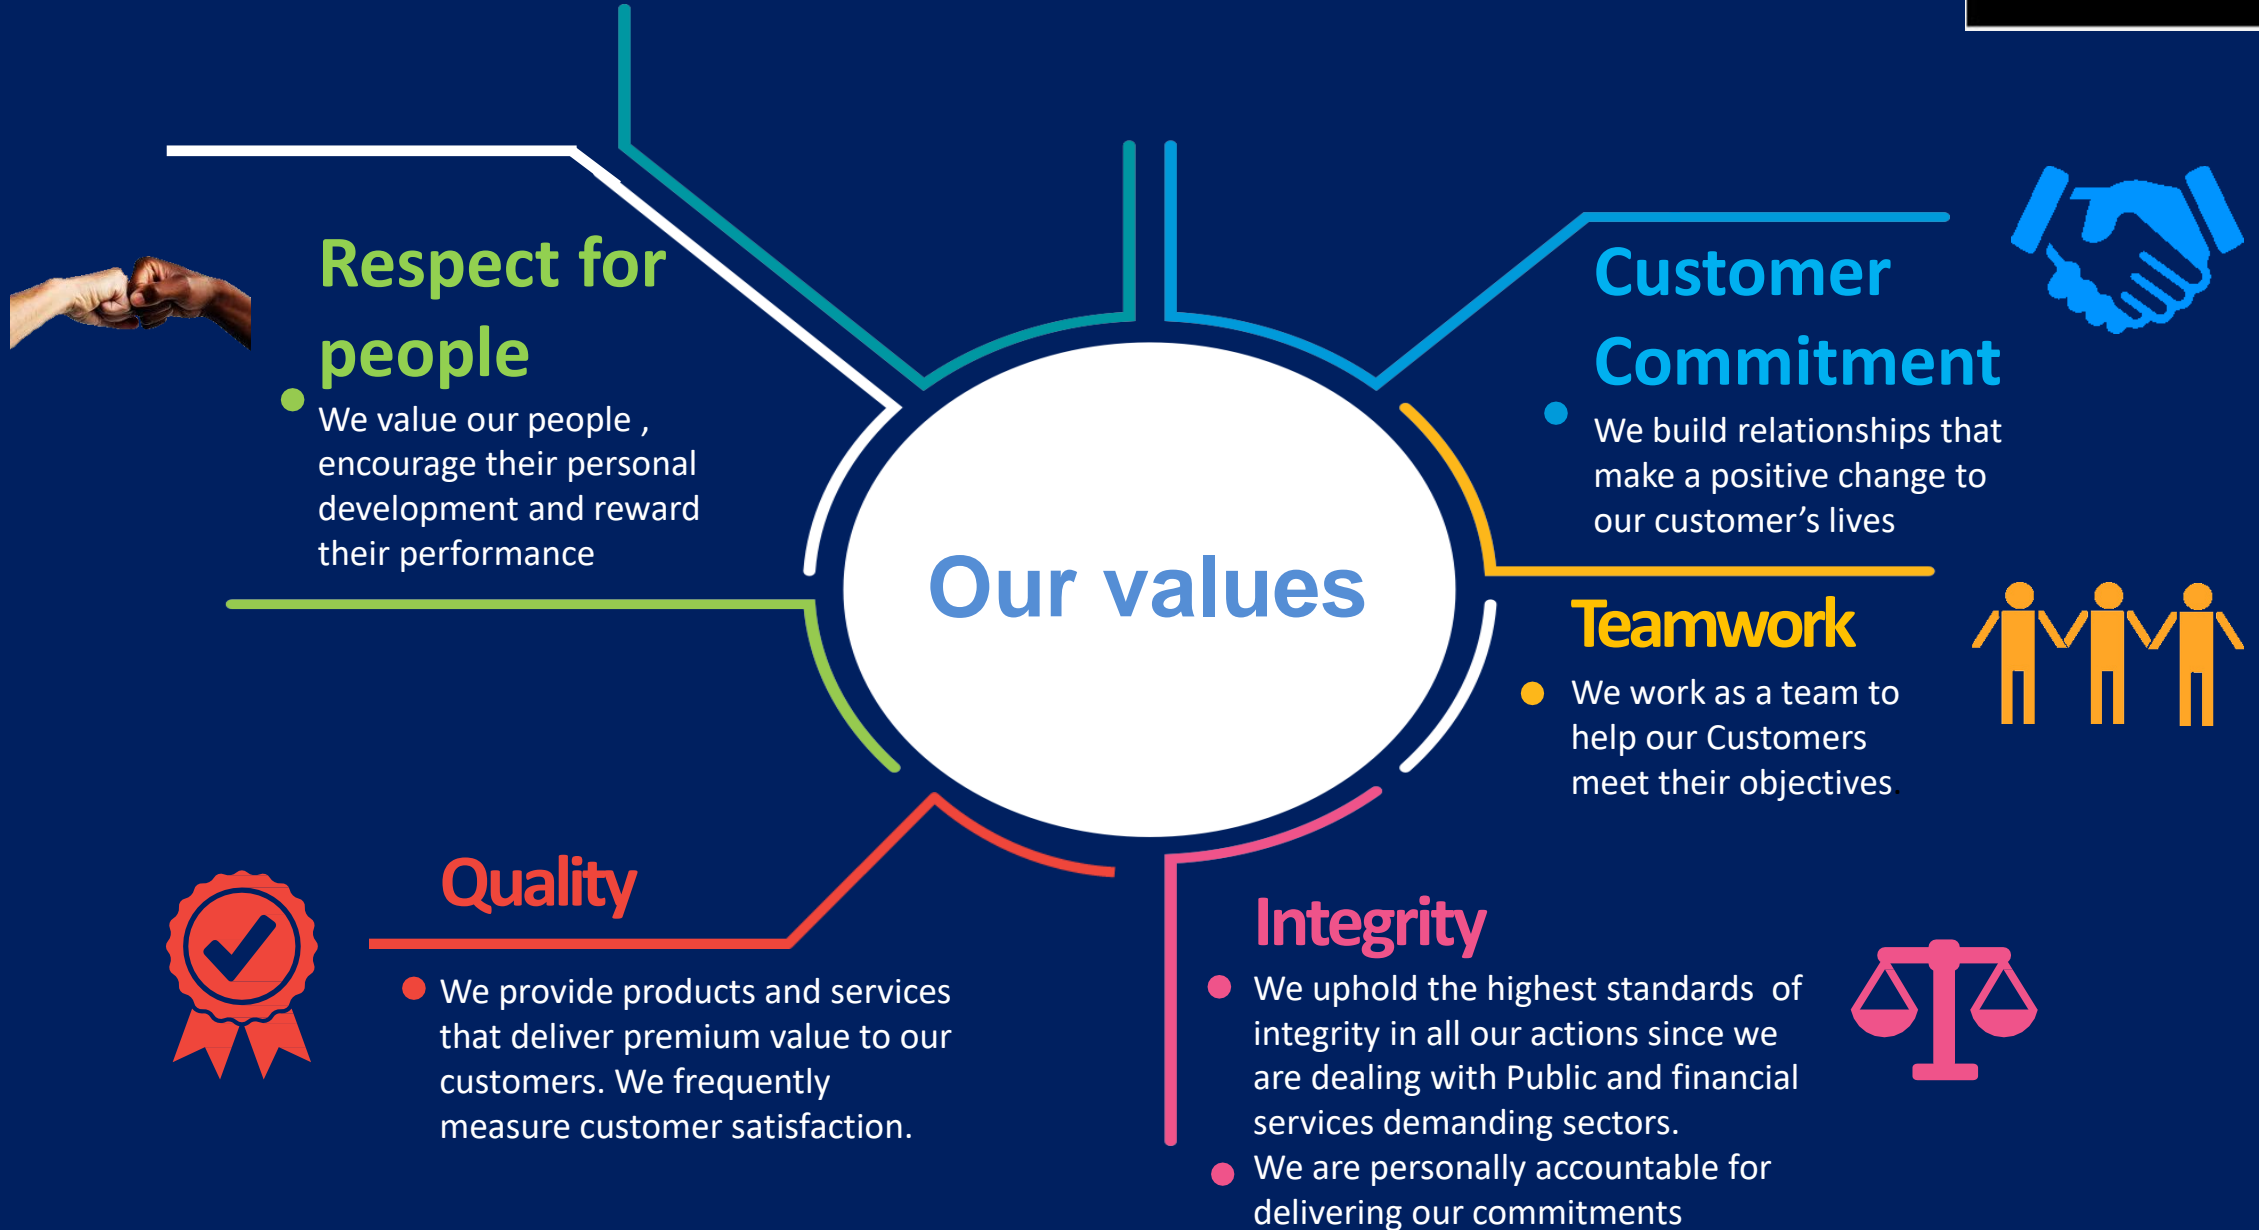 Respect for
people
We value our people ,
encourage their personal
development and reward
their performance
Customer
Commitment
We build relationships that
make a positive change to
our customer’s lives
Our values
Teamwork
We work as a team to
help our Customers
meet their objectives.
Quality
We provide products and services
that deliver premium value to our
customers. We frequently
measure customer satisfaction.
Integrity
We uphold the highest standards  of
integrity in all our actions since we
are dealing with Public and financial
services demanding sectors.
We are personally accountable for
delivering our commitments